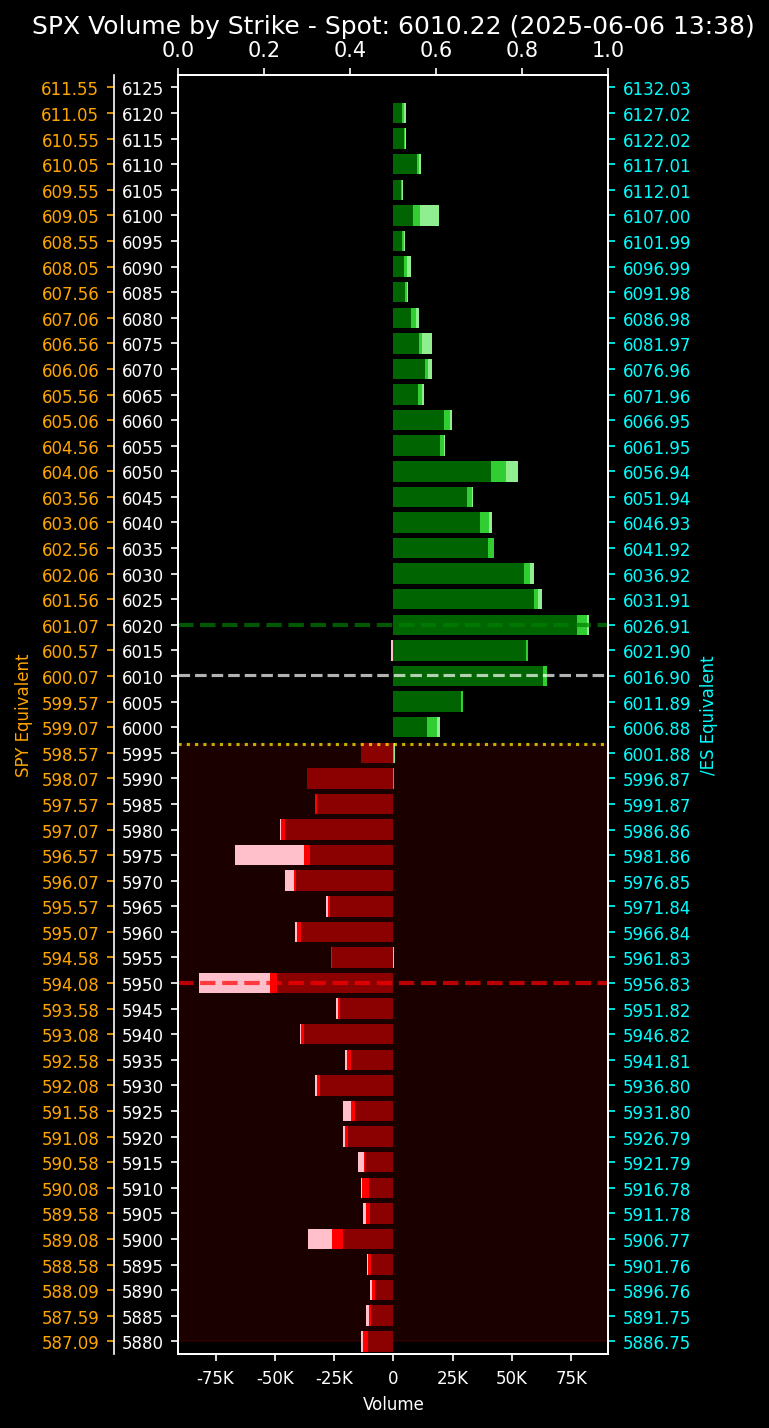 SPX Volume by Strike - Spot: 6010.22 (2025-06-06 13:38)
0.0 0.2 0.4 0.6 0.8 1.0
611.55 6125 6132.03
611.05 6120 6127.02
610.55 6115 6122.02
610.05 6110 6117.01
609.55 6105 6112.01
609.05 6100 6107.00
608.55 6095 6101.99
608.05 6090 6096.99
607.56 6085 6091.98
607.06 6080 6086.98
606.56 6075 6081.97
606.06 6070 6076.96
605.56 6065 6071.96
605.06 6060 6066.95
604.56 6055 6061.95
604.06 6050 6056.94
603.56 6045 6051.94
603.06 6040 6046.93
602.56 6035 6041.92
602.06 6030 6036.92
601.56 6025 6031.91
601.07 6020 6026.91
600.57 6015 6021.90
600.07 6010 6016.90
599.57 6005 6011.89
599.07 6000 6006.88
598.57 5995 6001.88
598.07 5990 5996.87
597.57 5985 5991.87
597.07 5980 5986.86
596.57 5975 5981.86
596.07 5970 5976.85
595.57 5965 5971.84
595.07 5960 5966.84
594.58 5955 5961.83
594.08 5950 5956.83
593.58 5945 5951.82
593.08 5940 5946.82
592.58 5935 5941.81
592.08 5930 5936.80
591.58 5925 5931.80
591.08 5920 5926.79
590.58 5915 5921.79
590.08 5910 5916.78
589.58 5905 5911.78
589.08 5900 5906.77
588.58 5895 5901.76
588.09 5890 5896.76
587.59 5885 5891.75
587.09 5880 5886.75
SPY Equivalent
/ES Equivalent
-75K -50K -25K 0 25K 50K 75K
Volume